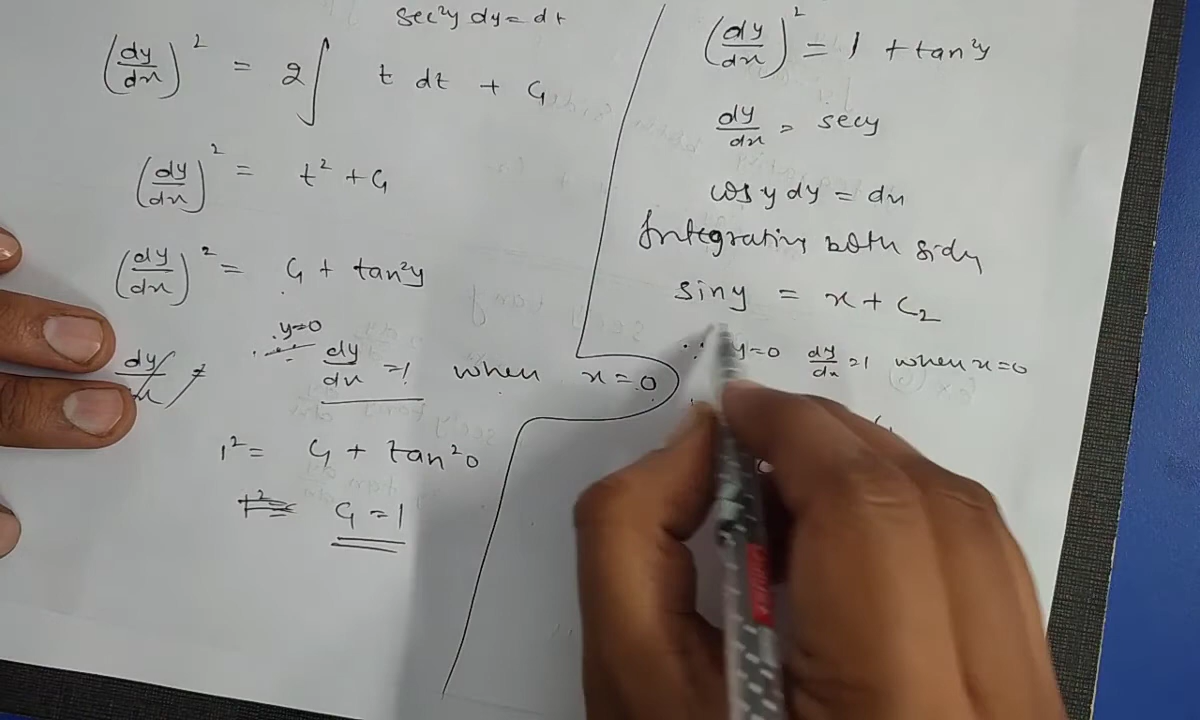 sec²y dy = dt
(dy/dx)² = 2∫ t dt + C₁
(dy/dx)² = t² + C₁
(dy/dx)² = C₁ + tan²y
∵ y=0
dy/dx = 1 when x = 0
1² = C₁ + tan²0
C₁ = 1
(dy/dx)² = 1 + tan²y
dy/dx = secy
cosy dy = dx
Integrating both side
siny = x + C₂
∵ y=0 dy/dx = 1 when x=0